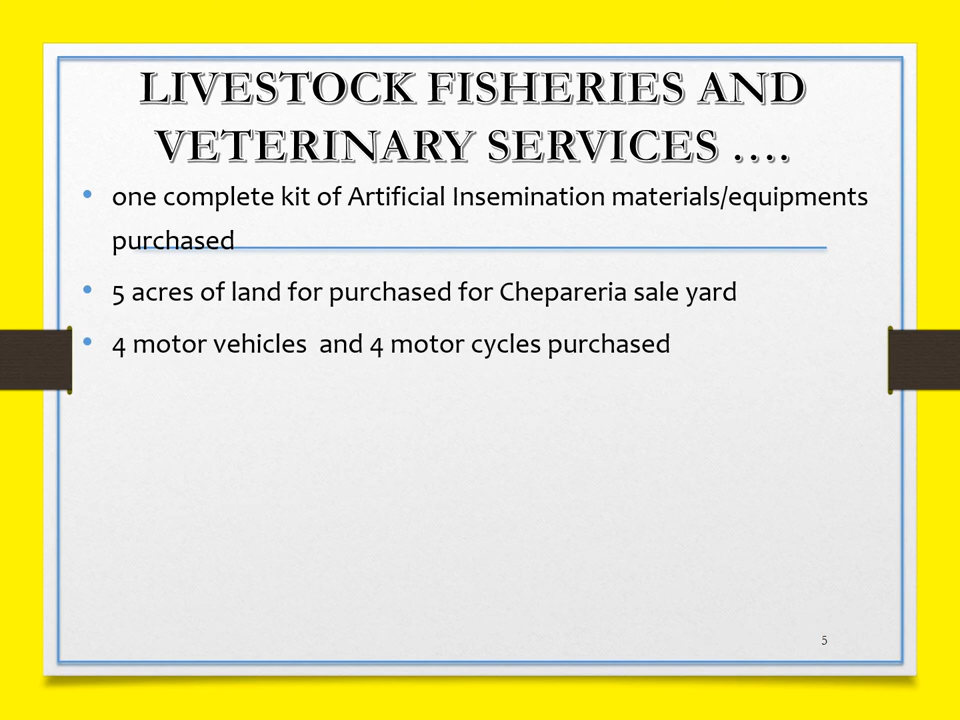 LIVESTOCK FISHERIES AND
VETERINARY SERVICES ….
• one complete kit of Artificial Insemination materials/equipments
purchased
• 5 acres of land for purchased for Chepareria sale yard
• 4 motor vehicles  and 4 motor cycles purchased
5